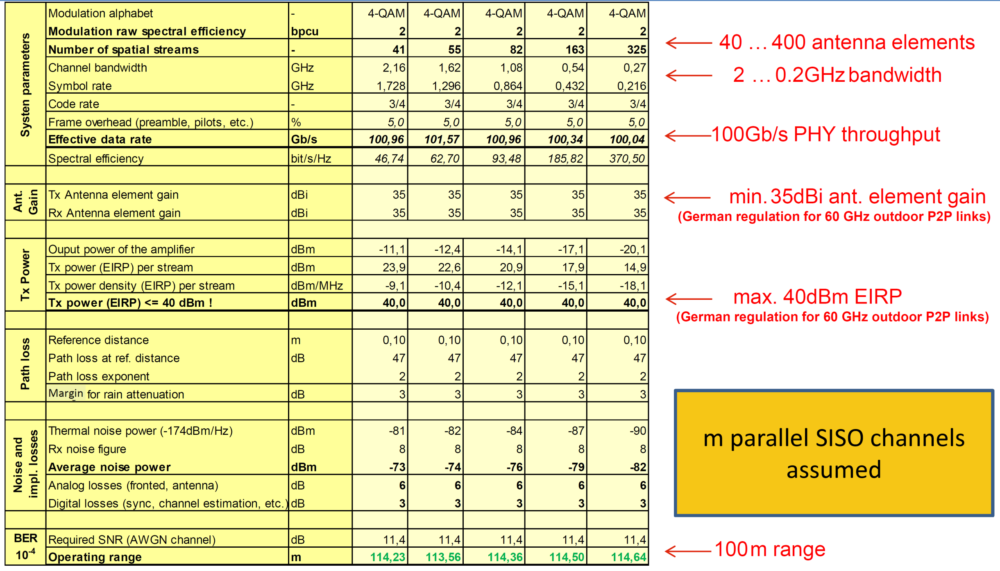 Systen parameters
Modulation alphabet - 4-QAM 4-QAM 4-QAM 4-QAM 4-QAM
Modulation raw spectral efficiency bpcu 2 2 2 2 2
Number of spatial streams - 41 55 82 163 325
Channel bandwidth GHz 2,16 1,62 1,08 0,54 0,27
Symbol rate GHz 1,728 1,296 0,864 0,432 0,216
Code rate - 3/4 3/4 3/4 3/4 3/4
Frame overhead (preamble, pilots, etc.) % 5,0 5,0 5,0 5,0 5,0
Effective data rate Gb/s 100,96 101,57 100,96 100,34 100,04
Spectral efficiency bit/s/Hz 46,74 62,70 93,48 185,82 370,50
Ant.
Gain
Tx Antenna element gain dBi 35 35 35 35 35
Rx Antenna element gain dBi 35 35 35 35 35
Tx Power
Ouput power of the amplifier dBm -11,1 -12,4 -14,1 -17,1 -20,1
Tx power (EIRP) per stream dBm 23,9 22,6 20,9 17,9 14,9
Tx power density (EIRP) per stream dBm/MHz -9,1 -10,4 -12,1 -15,1 -18,1
Tx power (EIRP) <= 40 dBm ! dBm 40,0 40,0 40,0 40,0 40,0
Path loss
Reference distance m 0,10 0,10 0,10 0,10 0,10
Path loss at ref. distance dB 47 47 47 47 47
Path loss exponent 2 2 2 2 2
Margin for rain attenuation dB 3 3 3 3 3
Noise and
impl. losses
Thermal noise power (-174dBm/Hz) dBm -81 -82 -84 -87 -90
Rx noise figure dB 8 8 8 8 8
Average noise power dBm -73 -74 -76 -79 -82
Analog losses (fronted, antenna) dB 6 6 6 6 6
Digital losses (sync, channel estimation, etc.) dB 3 3 3 3 3
BER
10-4
Required SNR (AWGN channel) dB 11,4 11,4 11,4 11,4 11,4
Operating range m 114,23 113,56 114,36 114,50 114,64
40 ... 400 antenna elements
2 ... 0.2GHz bandwidth
100Gb/s PHY throughput
min. 35dBi ant. element gain
(German regulation for 60 GHz outdoor P2P links)
max. 40dBm EIRP
(German regulation for 60 GHz outdoor P2P links)
m parallel SISO channels
assumed
100m range